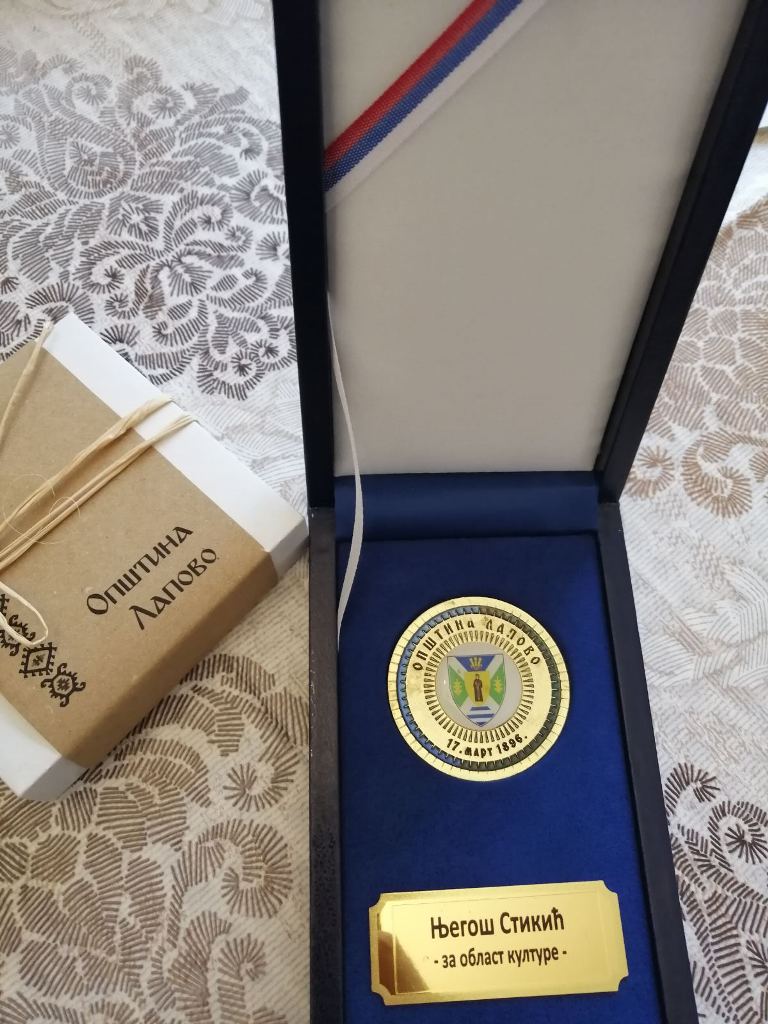 Општина
Лапово
ОПШТИНА ЛАПОВО
17. МАРТ 1896.
Његош Стикић
- за област културе -